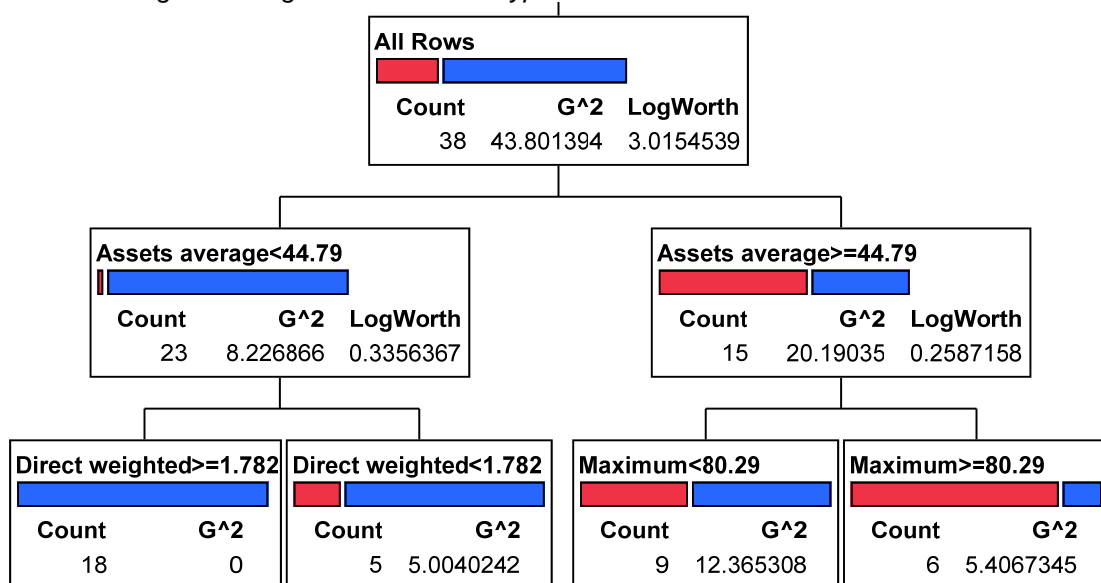 All Rows
Count G^2 LogWorth
38 43.801394 3.0154539
Assets average<44.79
Count G^2 LogWorth
23 8.226866 0.3356367
Assets average>=44.79
Count G^2 LogWorth
15 20.19035 0.2587158
Direct weighted>=1.782
Count G^2
18 0
Direct weighted<1.782
Count G^2
5 5.0040242
Maximum<80.29
Count G^2
9 12.365308
Maximum>=80.29
Count G^2
6 5.4067345